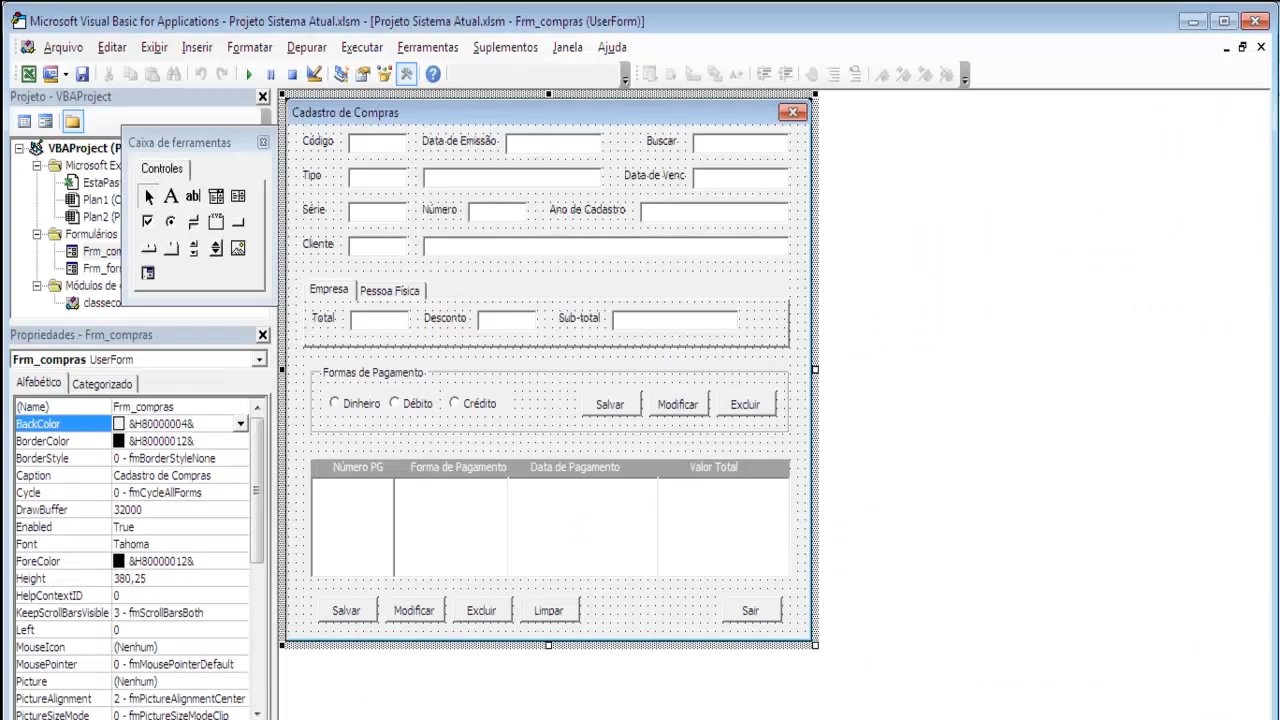 Microsoft Visual Basic for Applications - Projeto Sistema Atual.xlsm - [Projeto Sistema Atual.xlsm - Frm_compras (UserForm)]
Arquivo Editar Exibir Inserir Formatar Depurar Executar Ferramentas Suplementos Janela Ajuda
Projeto - VBAProject
Caixa de ferramentas
Controles
VBAProject (P
Microsoft Ex
EstaPas
Plan1 (C
Plan2 (P
Formulários
Frm_co
Frm_for
Módulos de
classeco
Propriedades - Frm_compras
Frm_compras UserForm
Alfabético Categorizado
(Name) Frm_compras
BackColor &H80000004&
BorderColor &H80000012&
BorderStyle 0 - fmBorderStyleNone
Caption Cadastro de Compras
Cycle 0 - fmCycleAllForms
DrawBuffer 32000
Enabled True
Font Tahoma
ForeColor &H80000012&
Height 380,25
HelpContextID 0
KeepScrollBarsVisible 3 - fmScrollBarsBoth
Left 0
MouseIcon (Nenhum)
MousePointer 0 - fmMousePointerDefault
Picture (Nenhum)
PictureAlignment 2 - fmPictureAlignmentCenter
PictureSizeMode 0 - fmPictureSizeModeClip
Cadastro de Compras
Código Data de Emissão Buscar
Tipo Data de Venc
Série Número Ano de Cadastro
Cliente
Empresa Pessoa Física
Total Desconto Sub-total
Formas de Pagamento
Dinheiro Débito Crédito Salvar Modificar Excluir
Número PG Forma de Pagamento Data de Pagamento Valor Total
Salvar Modificar Excluir Limpar Sair